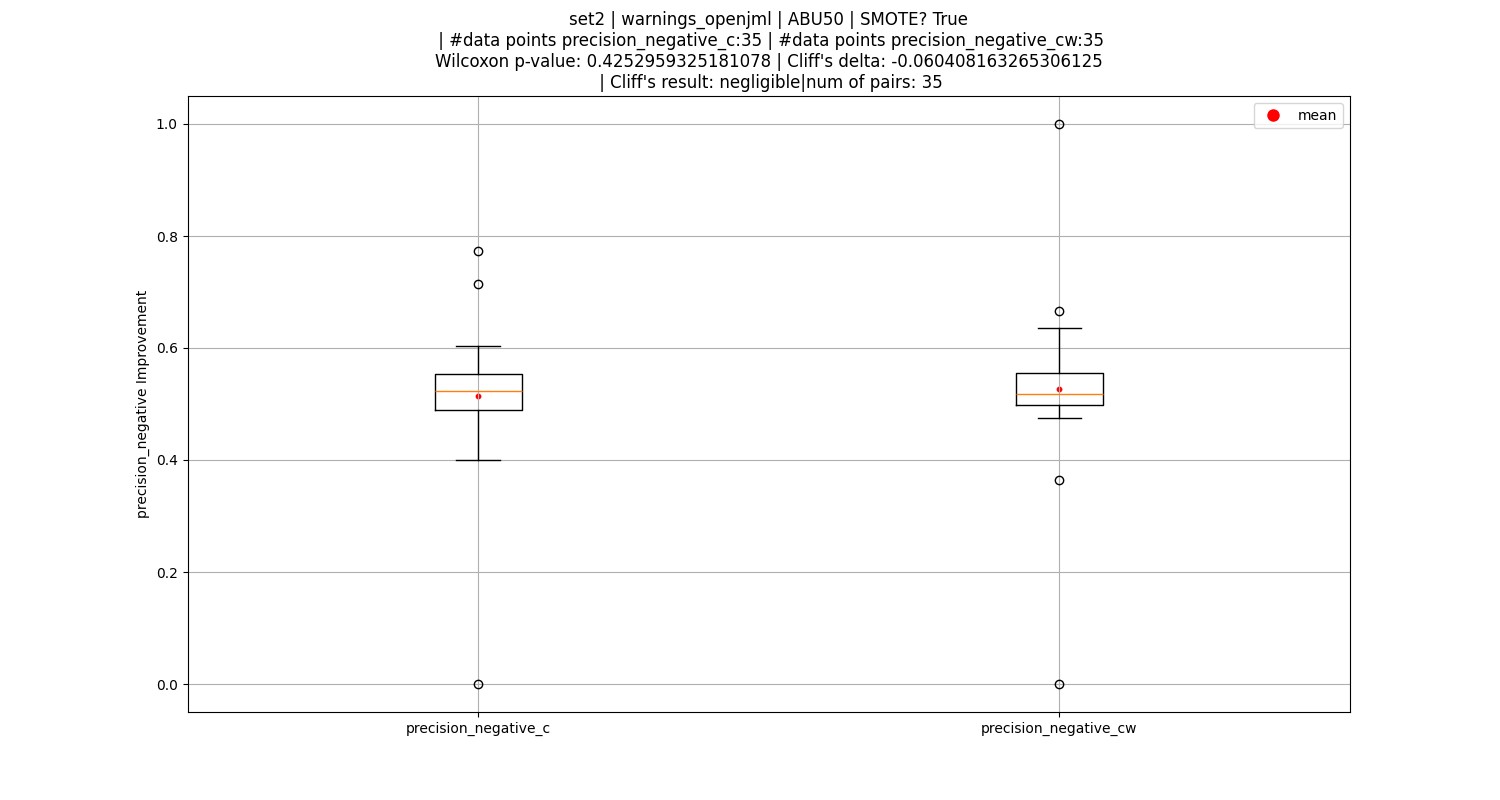 set2 | warnings_openjml | ABU50 | SMOTE? True
| #data points precision_negative_c:35 | #data points precision_negative_cw:35
Wilcoxon p-value: 0.4252959325181078 | Cliff's delta: -0.060408163265306125
| Cliff's result: negligible|num of pairs: 35
mean
1.0
0.8
0.6
0.4
0.2
0.0
precision_negative Improvement
precision_negative_c
precision_negative_cw